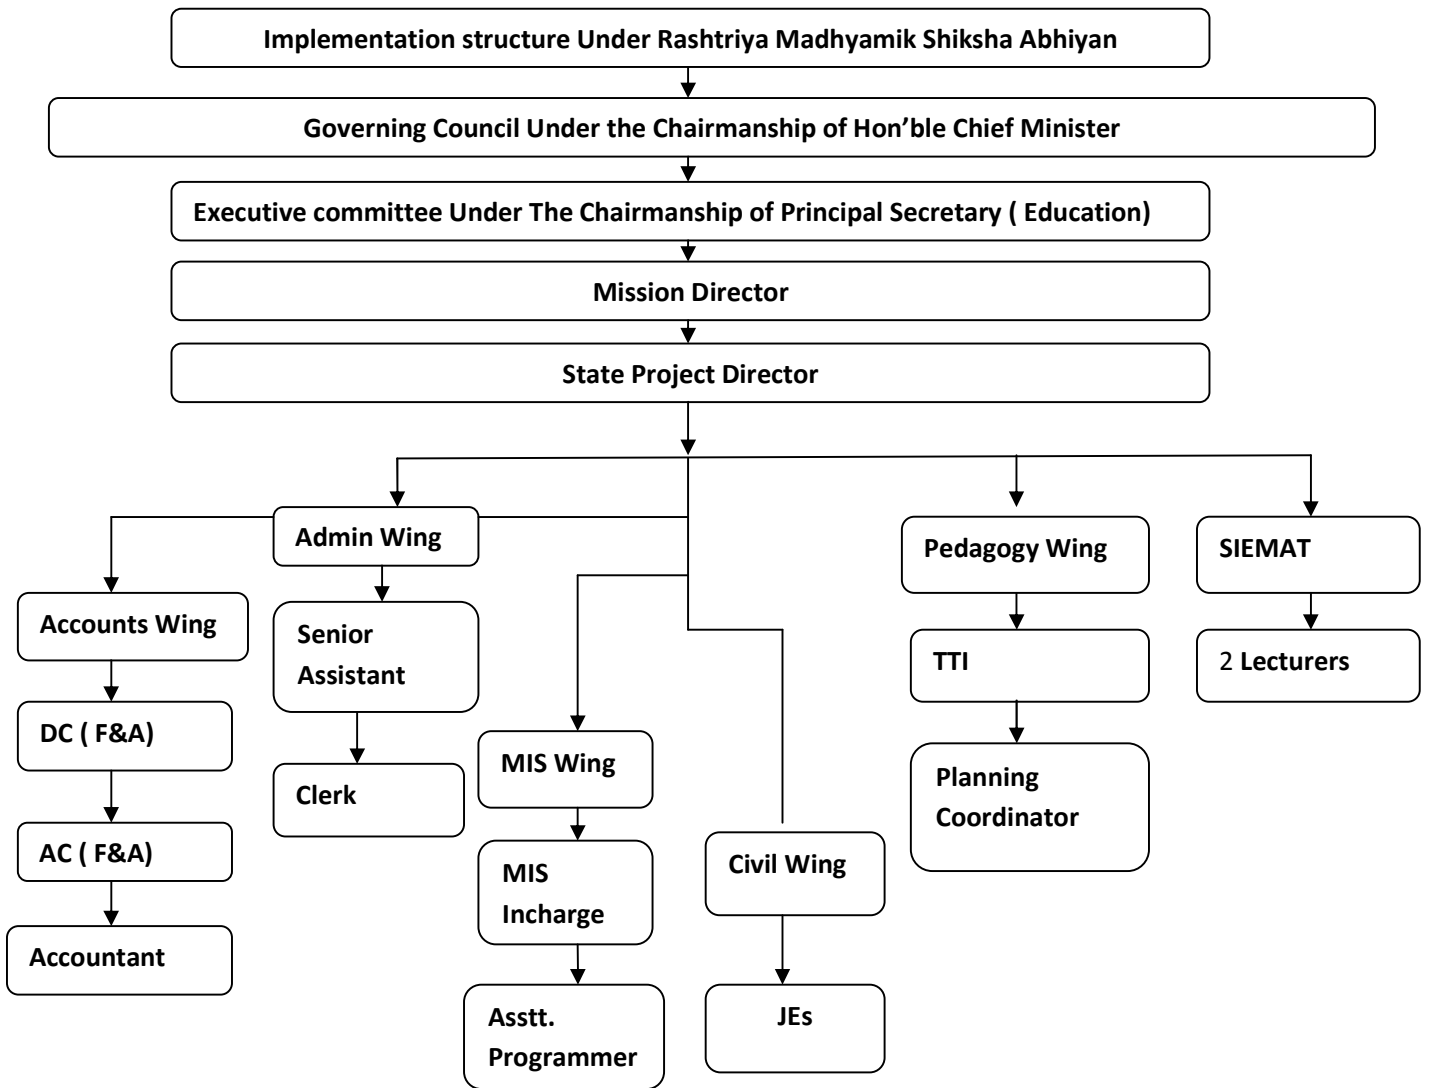 Implementation structure Under Rashtriya Madhyamik Shiksha Abhiyan
Governing Council Under the Chairmanship of Hon’ble Chief Minister
Executive committee Under The Chairmanship of Principal Secretary ( Education)
Mission Director
State Project Director
Admin Wing
Pedagogy Wing
SIEMAT
Accounts Wing
Senior
Assistant
TTI
2 Lecturers
DC ( F&A)
MIS Wing
Clerk
Planning
Coordinator
AC ( F&A)
MIS
Incharge
Civil Wing
Accountant
Asstt.
Programmer
JEs